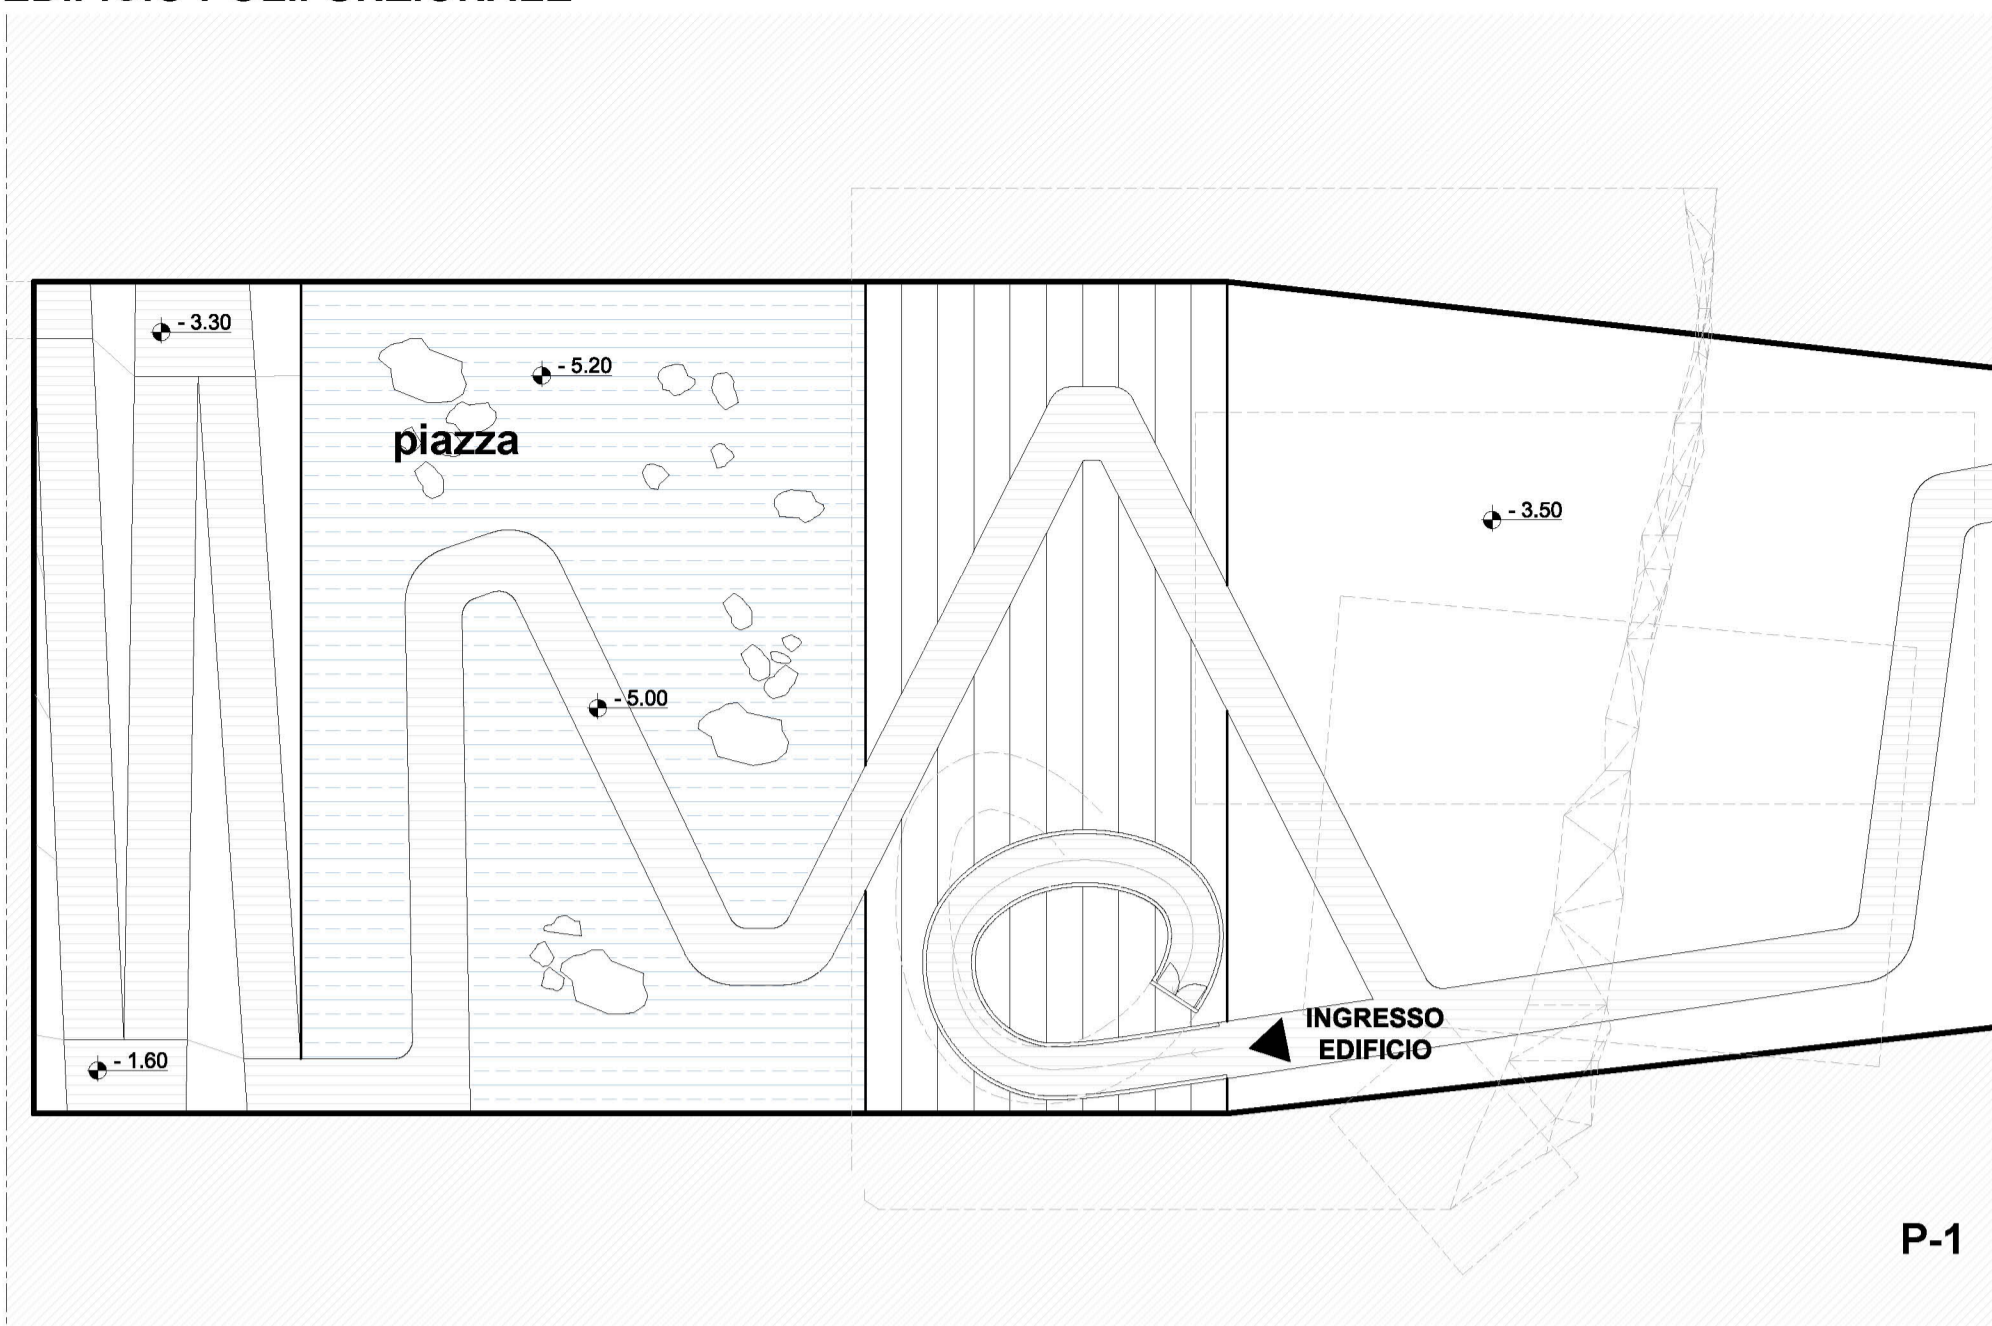 - 3.30
- 5.20
piazza
- 3.50
- 5.00
INGRESSO
EDIFICIO
- 1.60
P-1